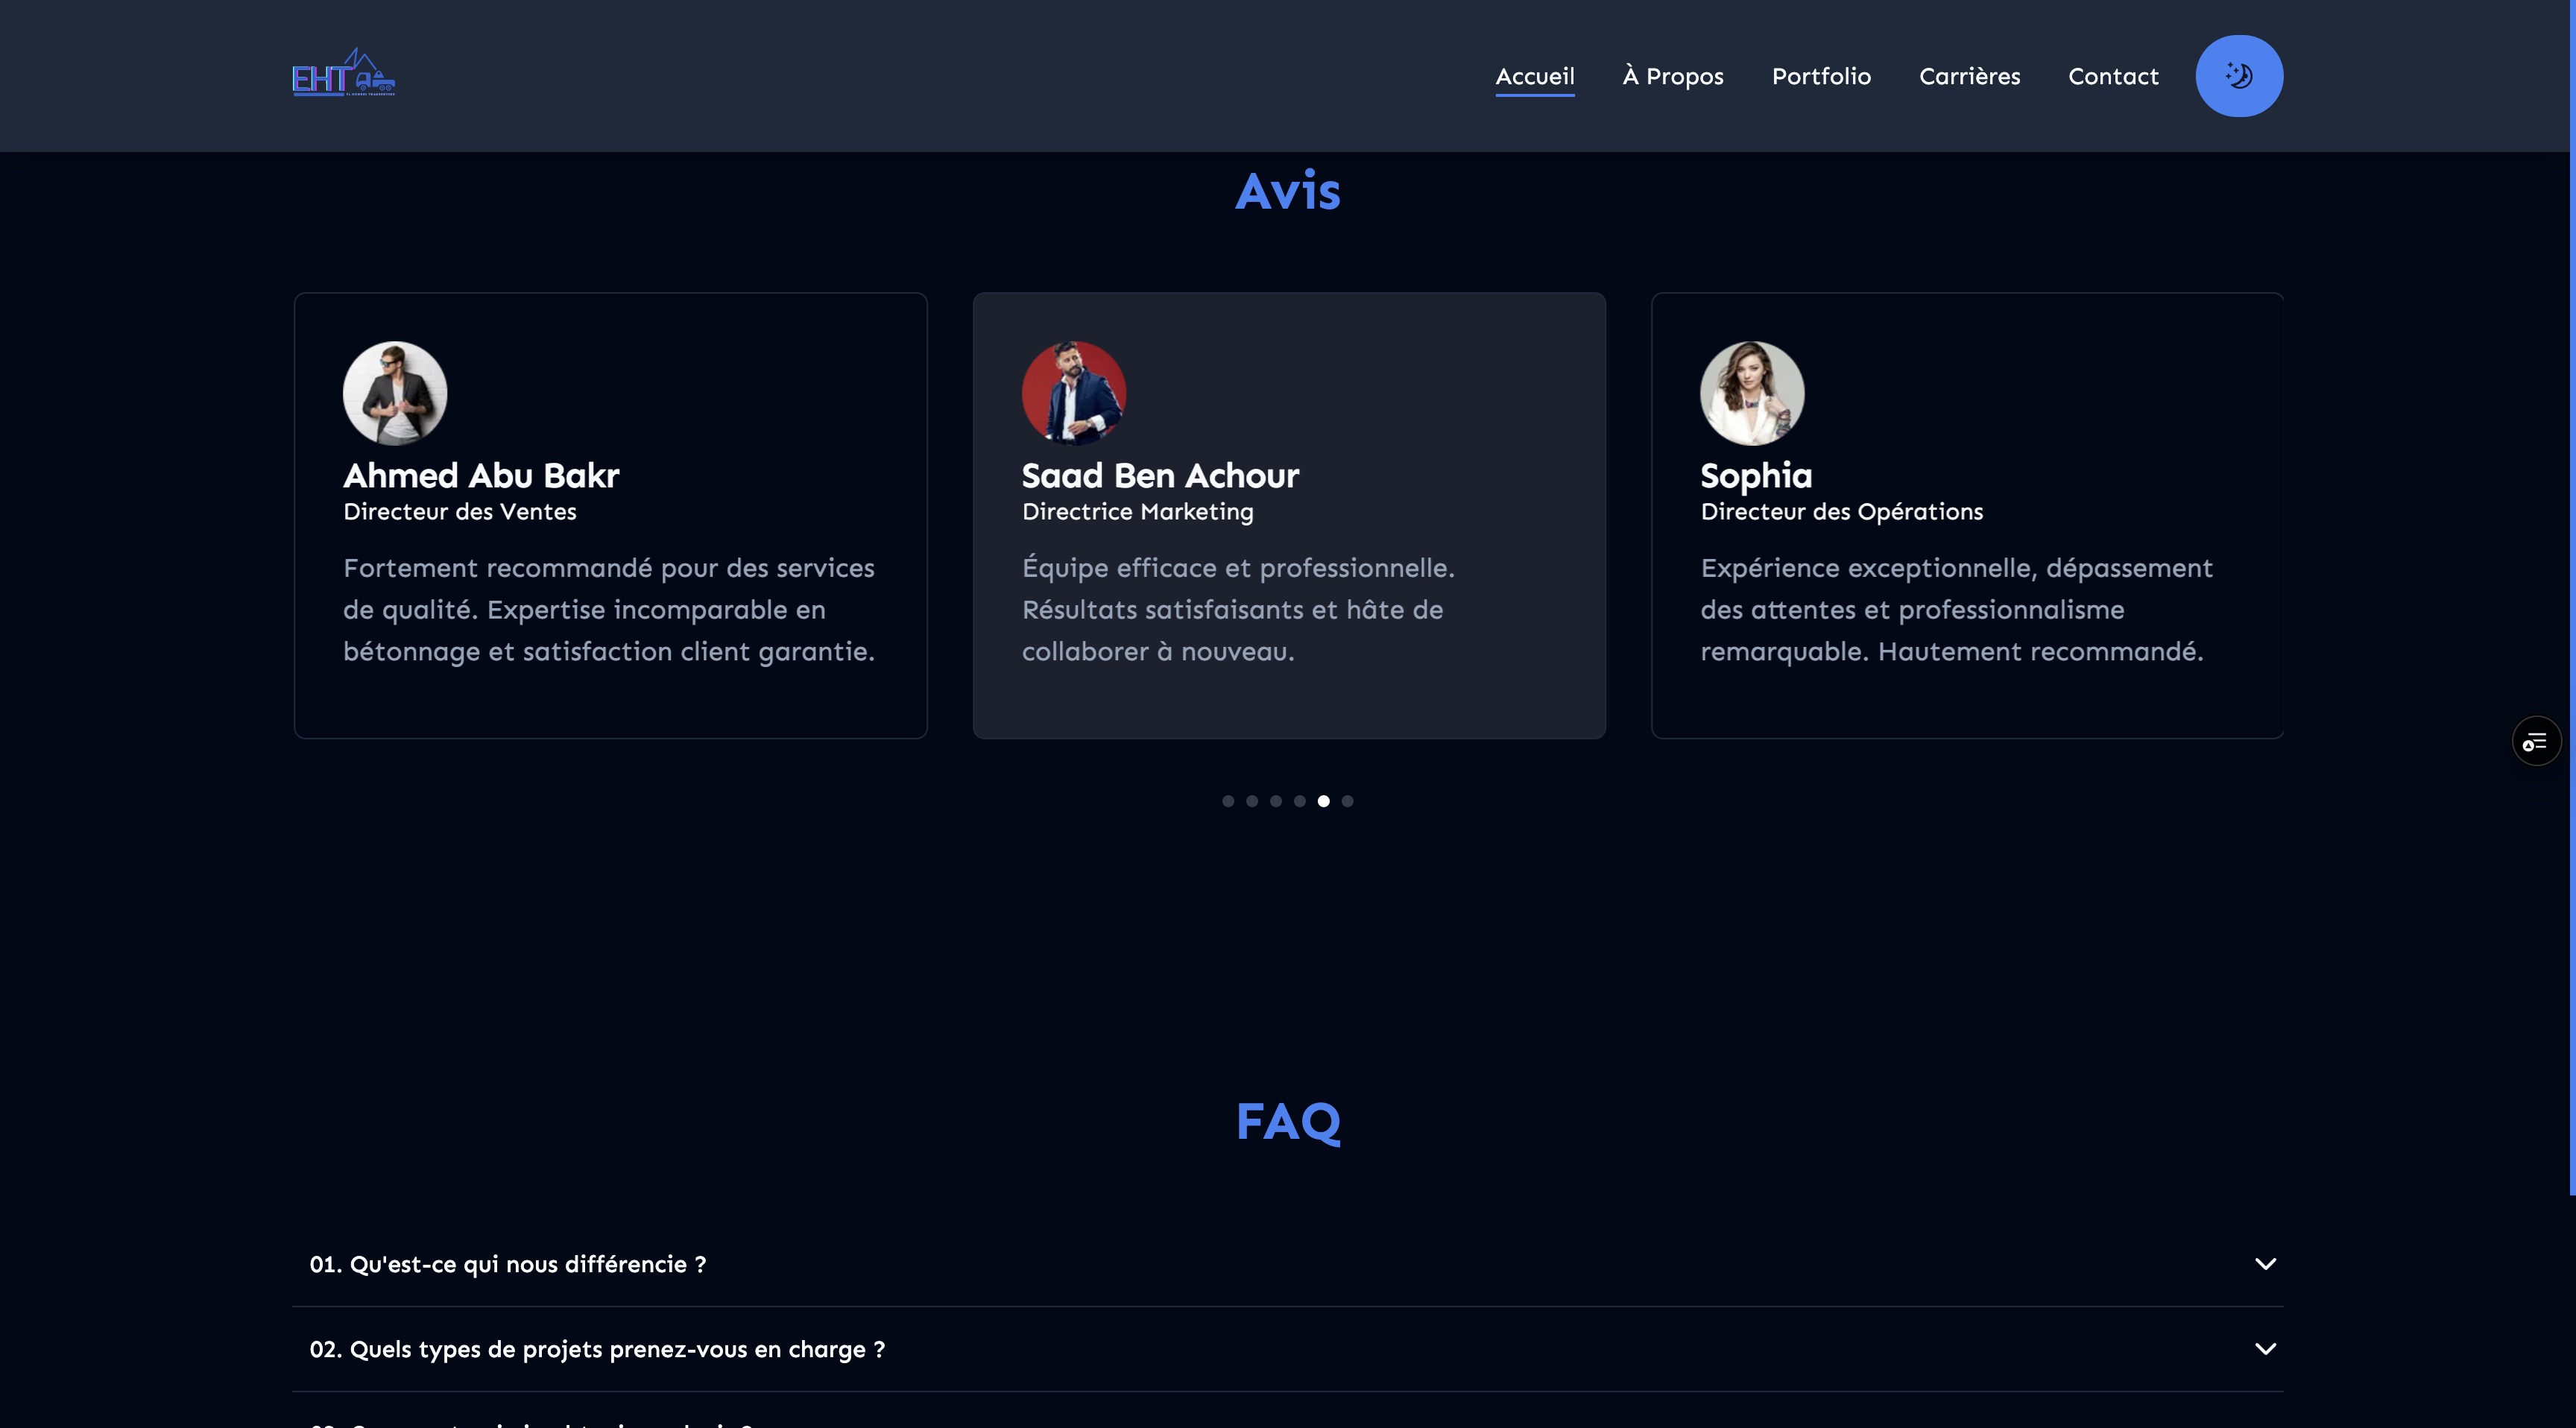 EHT
Accueil
À Propos
Portfolio
Carrières
Contact
Avis
Ahmed Abu Bakr
Directeur des Ventes
Fortement recommandé pour des services
de qualité. Expertise incomparable en
bétonnage et satisfaction client garantie.
Saad Ben Achour
Directrice Marketing
Équipe efficace et professionnelle.
Résultats satisfaisants et hâte de
collaborer à nouveau.
Sophia
Directeur des Opérations
Expérience exceptionnelle, dépassement
des attentes et professionnalisme
remarquable. Hautement recommandé.
FAQ
01. Qu'est-ce qui nous différencie ?
02. Quels types de projets prenez-vous en charge ?